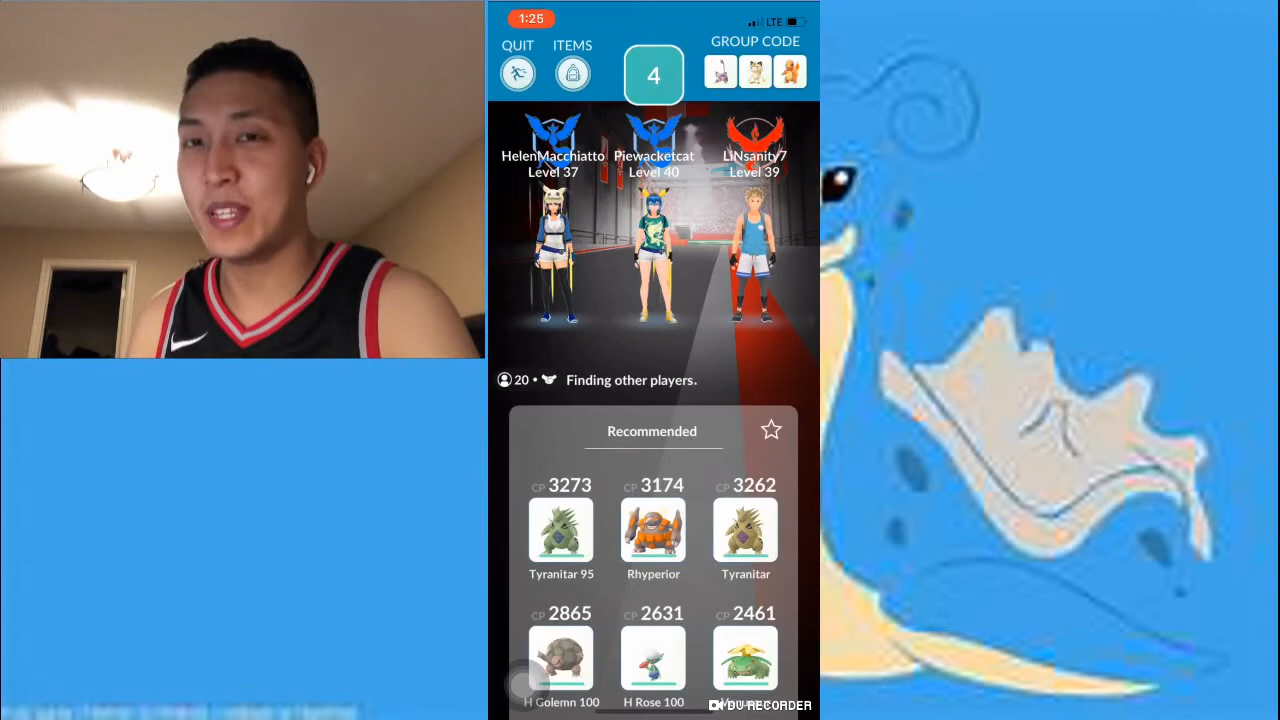 1:25
LTE
QUIT
ITEMS
4
GROUP CODE
HelenMacchiatto
Level 37
Piewacketcat
Level 40
LiNsanity7
Level 39
20 • Finding other players.
Recommended
CP 3273
CP 3174
CP 3262
Tyranitar 95
Rhyperior
Tyranitar
CP 2865
CP 2631
CP 2461
H Golemn 100
H Rose 100
DU RECORDER